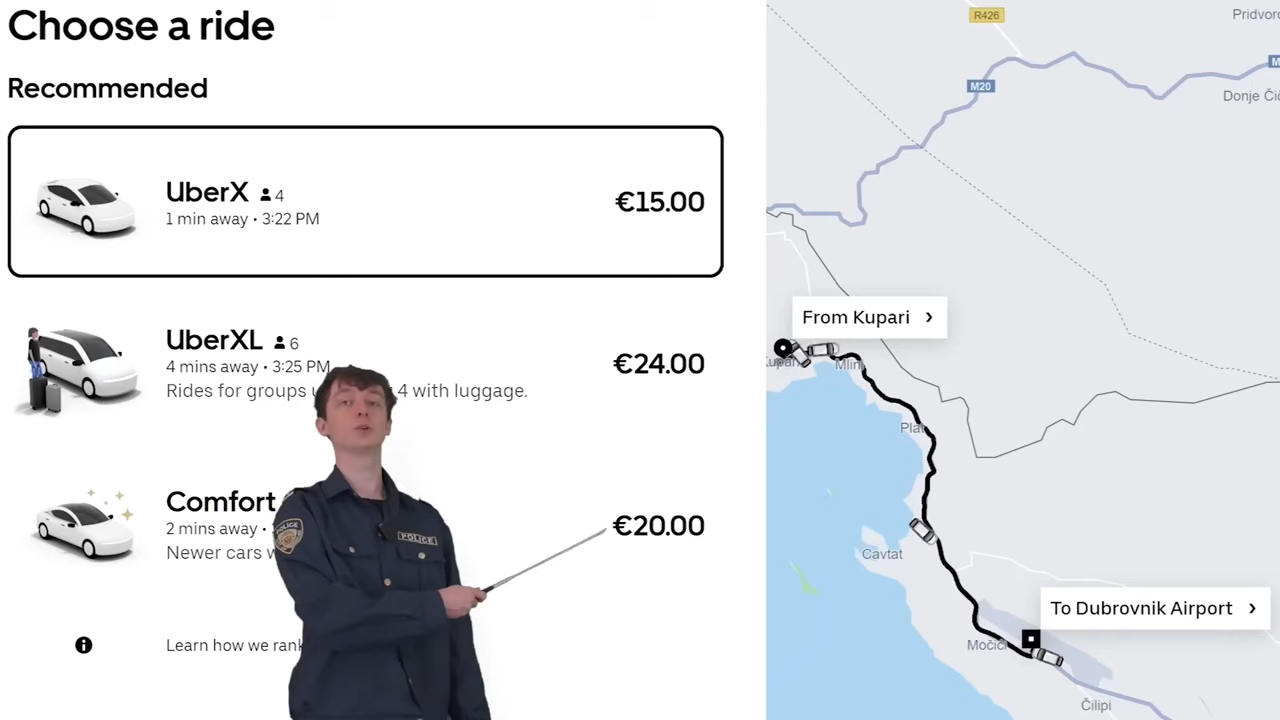 Choose a ride
Recommended
UberX 4
1 min away • 3:22 PM
€15.00
UberXL 6
4 mins away • 3:25 PM
Rides for groups 4 with luggage.
€24.00
Comfort
2 mins away •
Newer cars
€20.00
Learn how we rank
POLICE
POLICE
R426
Pridvor
M20
M
Donje Čič
From Kupari
Kupari
Mlini
Plat
Cavtat
To Dubrovnik Airport
Močići
Čilipi